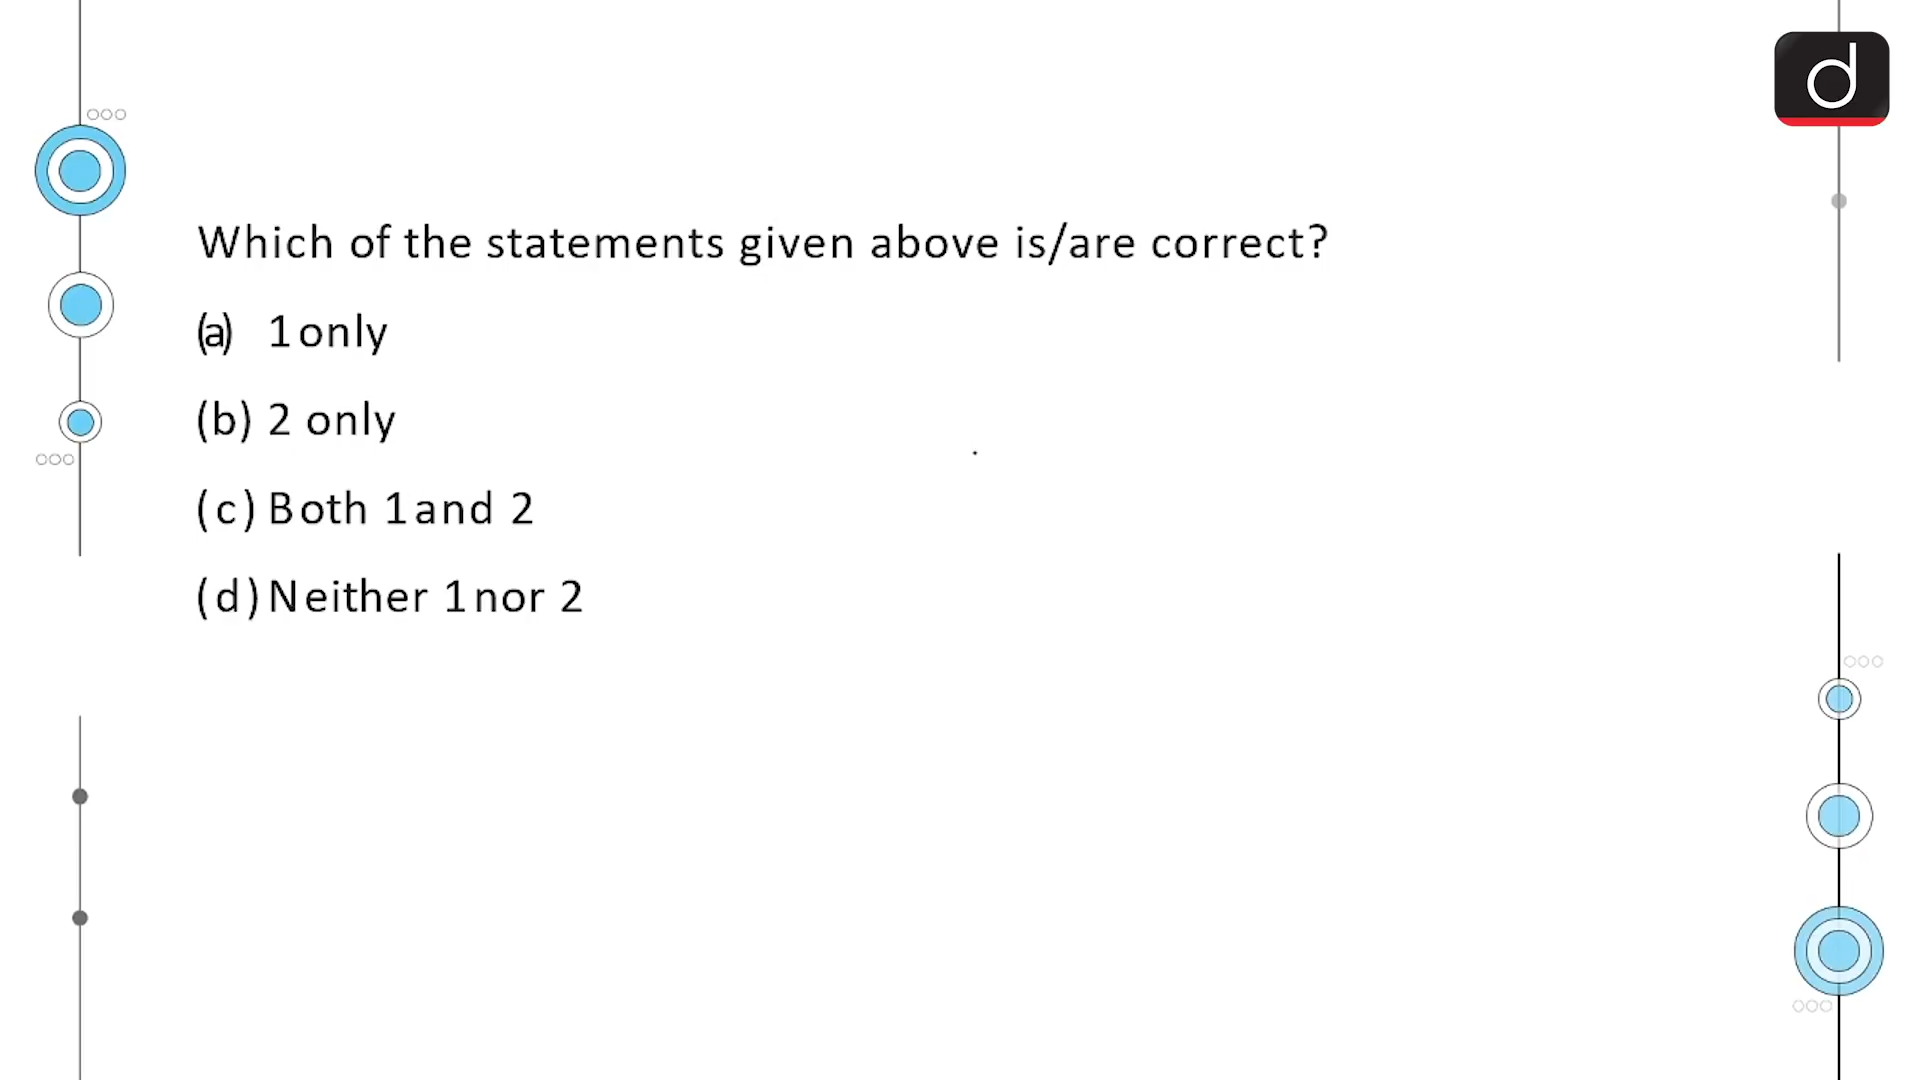 d
Which of the statements given above is/are correct?
(a) 1 only
(b) 2 only
(c) Both 1 and 2
(d) Neither 1 nor 2